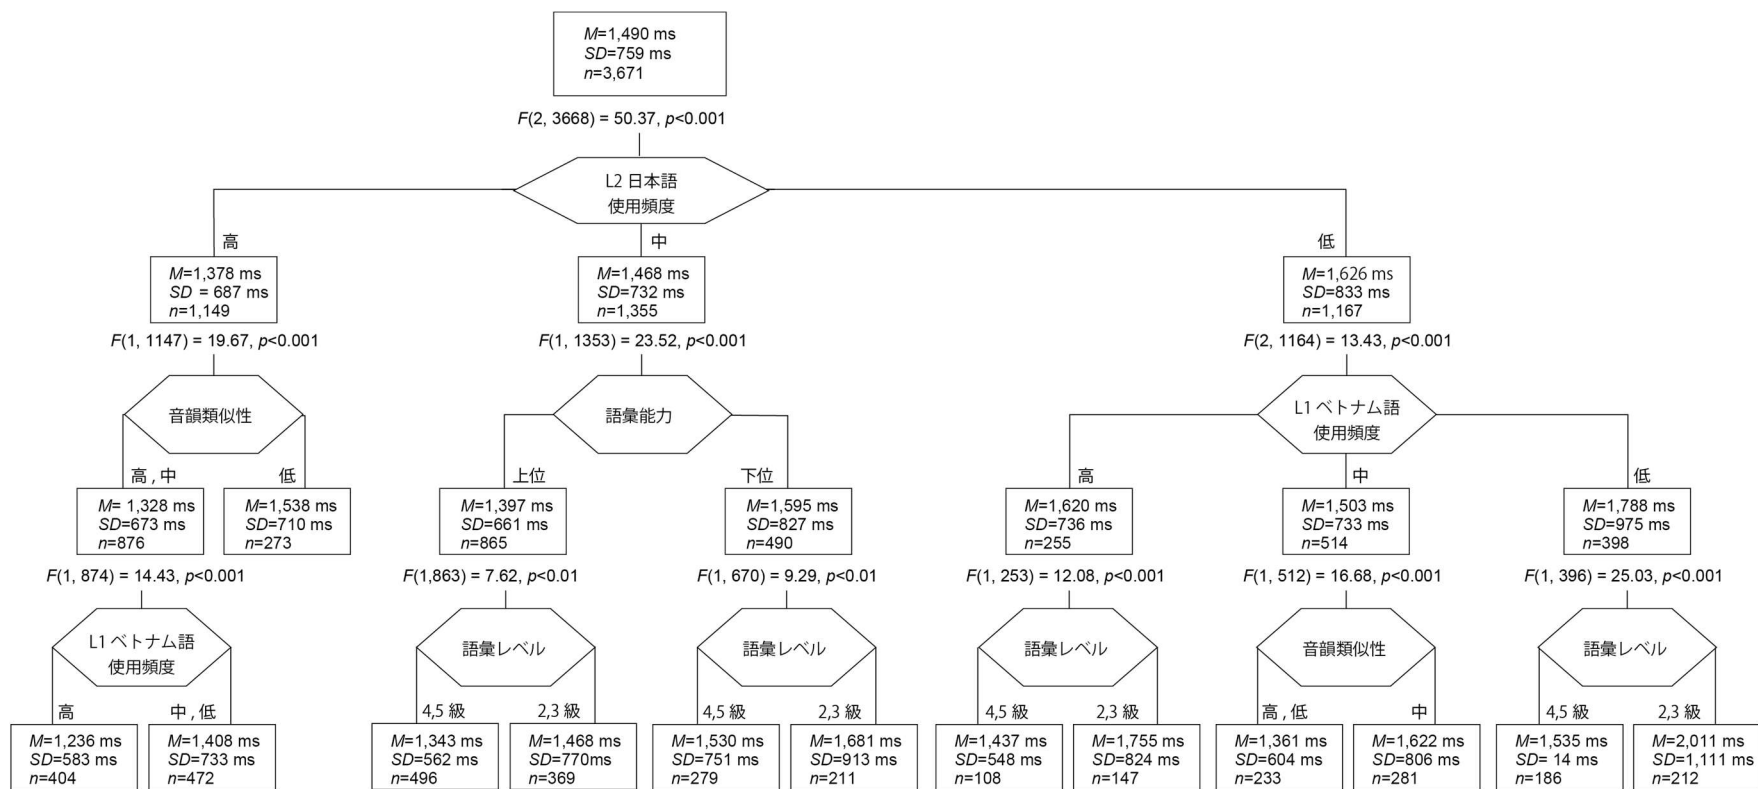 M=1,490 ms
SD=759 ms
n=3,671
F(2, 3668) = 50.37, p<0.001
L2 日本語
使用頻度
高
M=1,378 ms
SD = 687 ms
n=1,149
F(1, 1147) = 19.67, p<0.001
中
M=1,468 ms
SD=732 ms
n=1,355
F(1, 1353) = 23.52, p<0.001
低
M=1,626 ms
SD=833 ms
n=1,167
F(2, 1164) = 13.43, p<0.001
音韻類似性
語彙能力
L1 ベトナム語
使用頻度
高 , 中
M= 1,328 ms
SD=673 ms
n=876
F(1, 874) = 14.43, p<0.001
低
M=1,538 ms
SD=710 ms
n=273
上位
M=1,397 ms
SD=661 ms
n=865
F(1,863) = 7.62, p<0.01
下位
M=1,595 ms
SD=827 ms
n=490
F(1, 670) = 9.29, p<0.01
高
M=1,620 ms
SD=736 ms
n=255
F(1, 253) = 12.08, p<0.001
中
M=1,503 ms
SD=733 ms
n=514
F(1, 512) = 16.68, p<0.001
低
M=1,788 ms
SD=975 ms
n=398
F(1, 396) = 25.03, p<0.001
L1 ベトナム語
使用頻度
語彙レベル
語彙レベル
語彙レベル
音韻類似性
語彙レベル
高
M=1,236 ms
SD=583 ms
n=404
中 , 低
M=1,408 ms
SD=733 ms
n=472
4,5 級
M=1,343 ms
SD=562 ms
n=496
2,3 級
M=1,468 ms
SD=770ms
n=369
4,5 級
M=1,530 ms
SD=751 ms
n=279
2,3 級
M=1,681 ms
SD=913 ms
n=211
4,5 級
M=1,437 ms
SD=548 ms
n=108
2,3 級
M=1,755 ms
SD=824 ms
n=147
高 , 低
M=1,361 ms
SD=604 ms
n=233
中
M=1,622 ms
SD=806 ms
n=281
4,5 級
M=1,535 ms
SD= 14 ms
n=186
2,3 級
M=2,011 ms
SD=1,111 ms
n=212